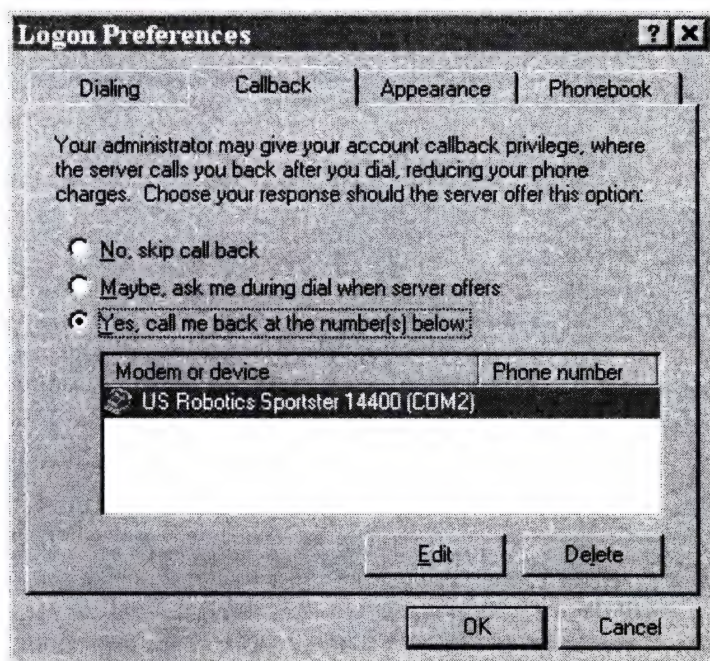 Logon Preferences
Dialing Callback Appearance Phonebook
Your administrator may give your account callback privilege, where
the server calls you back after you dial, reducing your phone
charges. Choose your response should the server offer this option:
No, skip call back
Maybe, ask me during dial when server offers
Yes, call me back at the number(s) below:
Modem or device Phone number
US Robotics Sportster 14400 (COM2)
Edit Delete
OK Cancel